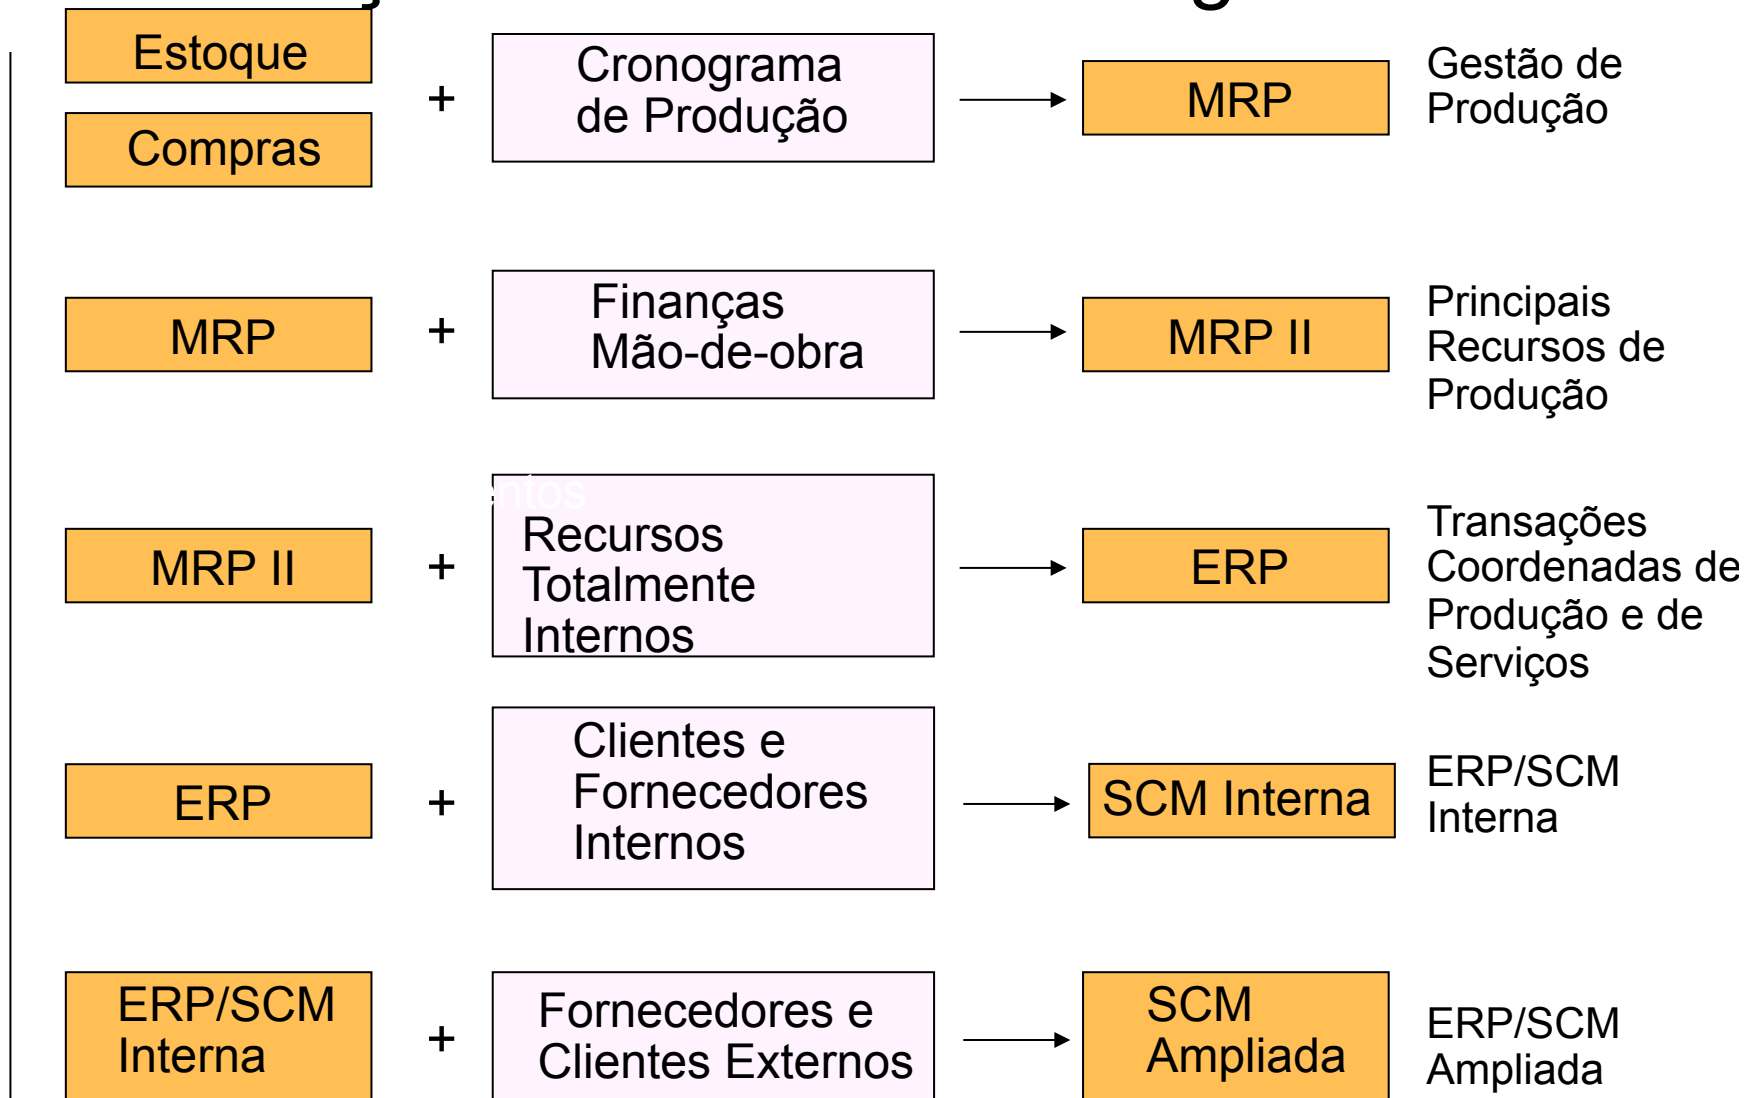 Estoque
Compras
+
Cronograma
de Produção
MRP
Gestão de
Produção
MRP
+
Finanças
Mão-de-obra
MRP II
Principais
Recursos de
Produção
MRP II
+
entos
Recursos
Totalmente
Internos
ERP
Transações
Coordenadas de
Produção e de
Serviços
ERP
+
Clientes e
Fornecedores
Internos
SCM Interna
ERP/SCM
Interna
ERP/SCM
Interna
+
Fornecedores e
Clientes Externos
SCM
Ampliada
ERP/SCM
Ampliada